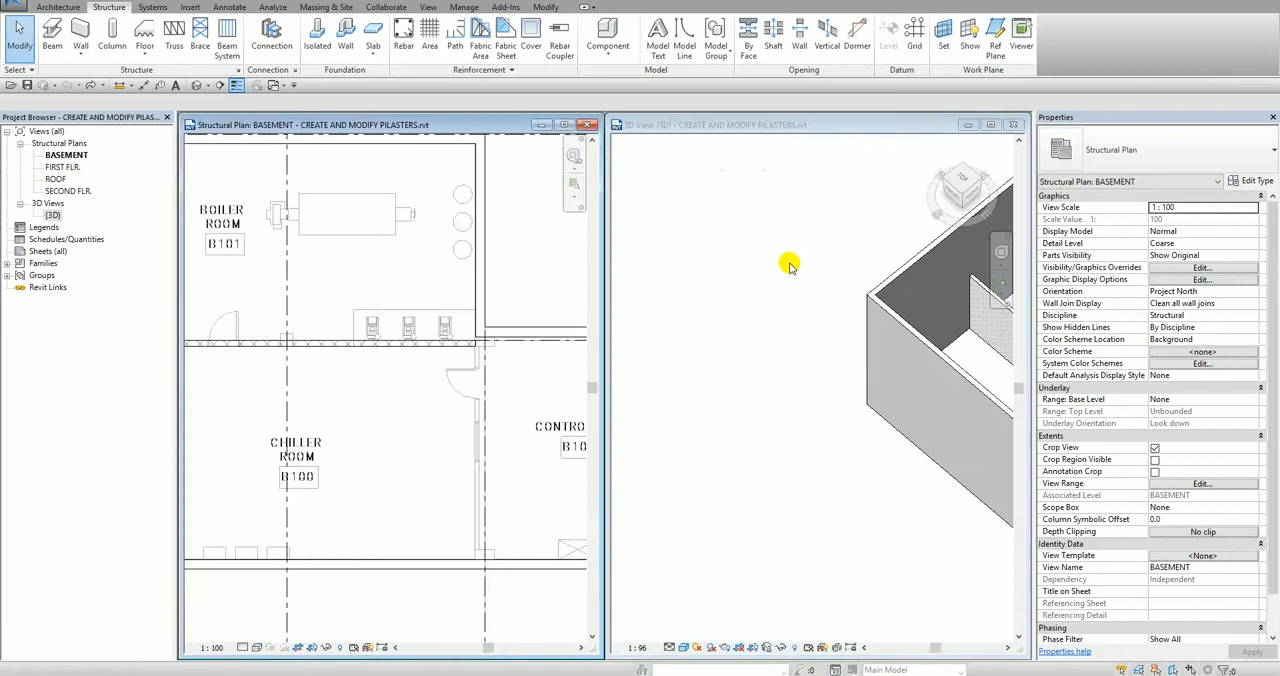 Architecture Structure Systems Insert Annotate Analyze Massing & Site Collaborate View Manage Add-Ins Modify
Modify Beam Wall Column Floor Truss Brace Beam System Connection Isolated Wall Slab Rebar Area Path Fabric Area Fabric Sheet Cover Rebar Coupler Component Model Text Model Line Model Group By Face Shaft Wall Vertical Dormer Level Grid Set Show Ref Plane Viewer
Select Structure Connection Foundation Reinforcement Model Opening Datum Work Plane
Project Browser - CREATE AND MODIFY PILAS...
Views (all)
Structural Plans
BASEMENT
FIRST FLR.
ROOF
SECOND FLR.
3D Views
{3D}
Legends
Schedules/Quantities
Sheets (all)
Families
Groups
Revit Links
Structural Plan: BASEMENT - CREATE AND MODIFY PILASTERS.rvt
BOILER
ROOM
B101
CHILLER
ROOM
B100
CONTRO
B10
1 : 100
3D View: {3D} - CREATE AND MODIFY PILASTERS.rvt
TOP
1 : 96
Properties
Structural Plan
Structural Plan: BASEMENT Edit Type
Graphics
View Scale 1 : 100
Scale Value 1: 100
Display Model Normal
Detail Level Coarse
Parts Visibility Show Original
Visibility/Graphics Overrides Edit...
Graphic Display Options Edit...
Orientation Project North
Wall Join Display Clean all wall joins
Discipline Structural
Show Hidden Lines By Discipline
Color Scheme Location Background
Color Scheme <none>
System Color Schemes Edit...
Default Analysis Display Style None
Underlay
Range: Base Level None
Range: Top Level Unbounded
Underlay Orientation Look down
Extents
Crop View
Crop Region Visible
Annotation Crop
View Range Edit...
Associated Level BASEMENT
Scope Box None
Column Symbolic Offset 0.0
Depth Clipping No clip
Identity Data
View Template <None>
View Name BASEMENT
Dependency Independent
Title on Sheet
Referencing Sheet
Referencing Detail
Phasing
Phase Filter Show All
Properties help Apply
:0 Main Model :0